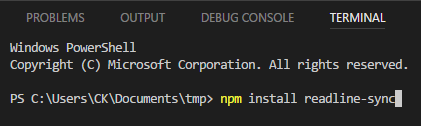 PROBLEMS OUTPUT DEBUG CONSOLE TERMINAL
Windows PowerShell
Copyright (C) Microsoft Corporation. All rights reserved.
PS C:\Users\CK\Documents\tmp> npm install readline-sync